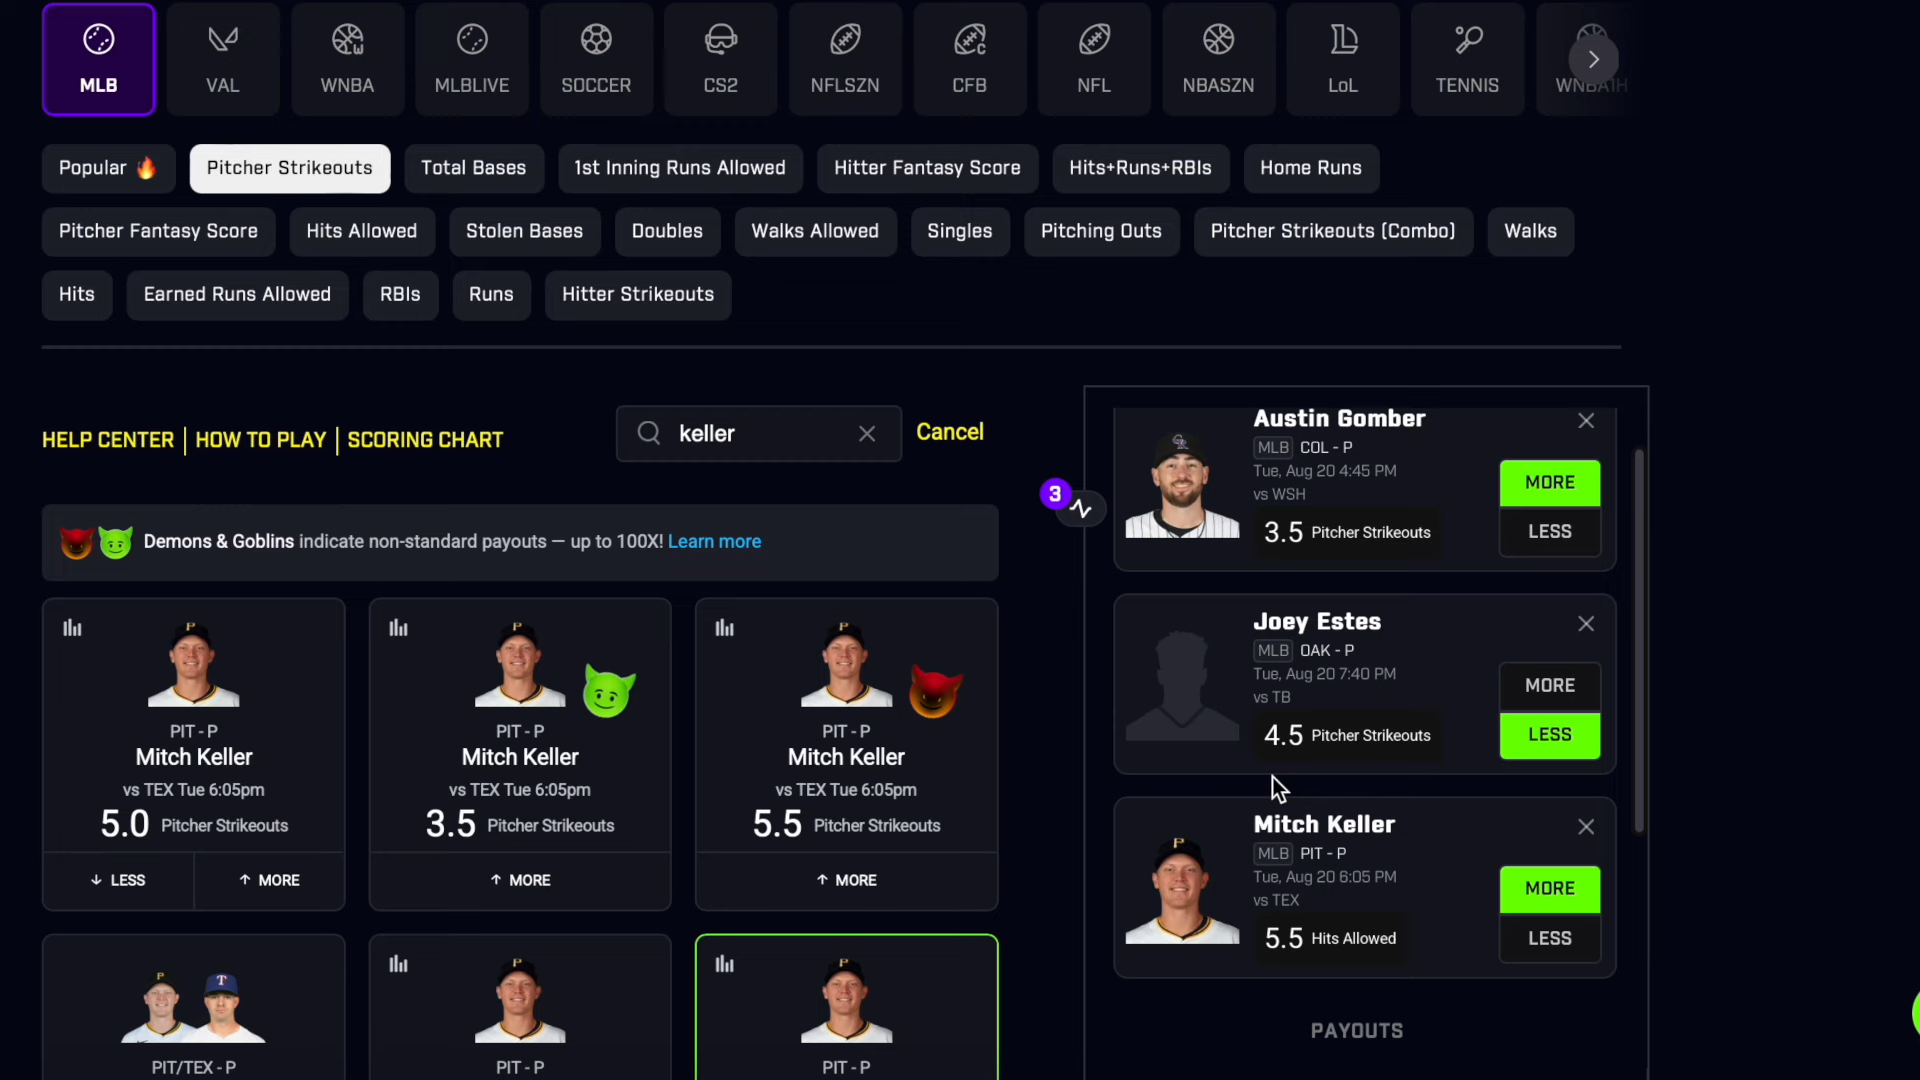 MLB VAL WNBA MLBLIVE SOCCER CS2 NFLSZN CFB NFL NBASZN LoL TENNIS
Popular Pitcher Strikeouts Total Bases 1st Inning Runs Allowed Hitter Fantasy Score Hits+Runs+RBIs Home Runs
Pitcher Fantasy Score Hits Allowed Stolen Bases Doubles Walks Allowed Singles Pitching Outs Pitcher Strikeouts (Combo) Walks
Hits Earned Runs Allowed RBIs Runs Hitter Strikeouts
HELP CENTER | HOW TO PLAY | SCORING CHART
keller Cancel
Demons & Goblins indicate non-standard payouts — up to 100X! Learn more
PIT - P
Mitch Keller
vs TEX Tue 6:05pm
5.0 Pitcher Strikeouts
LESS MORE
PIT - P
Mitch Keller
vs TEX Tue 6:05pm
3.5 Pitcher Strikeouts
MORE
PIT - P
Mitch Keller
vs TEX Tue 6:05pm
5.5 Pitcher Strikeouts
MORE
PIT/TEX - P
PIT - P
PIT - P
3
Austin Gomber
MLB COL - P
Tue, Aug 20 4:45 PM
vs WSH
3.5 Pitcher Strikeouts
MORE
LESS
Joey Estes
MLB OAK - P
Tue, Aug 20 7:40 PM
vs TB
4.5 Pitcher Strikeouts
MORE
LESS
Mitch Keller
MLB PIT - P
Tue, Aug 20 6:05 PM
vs TEX
5.5 Hits Allowed
MORE
LESS
PAYOUTS